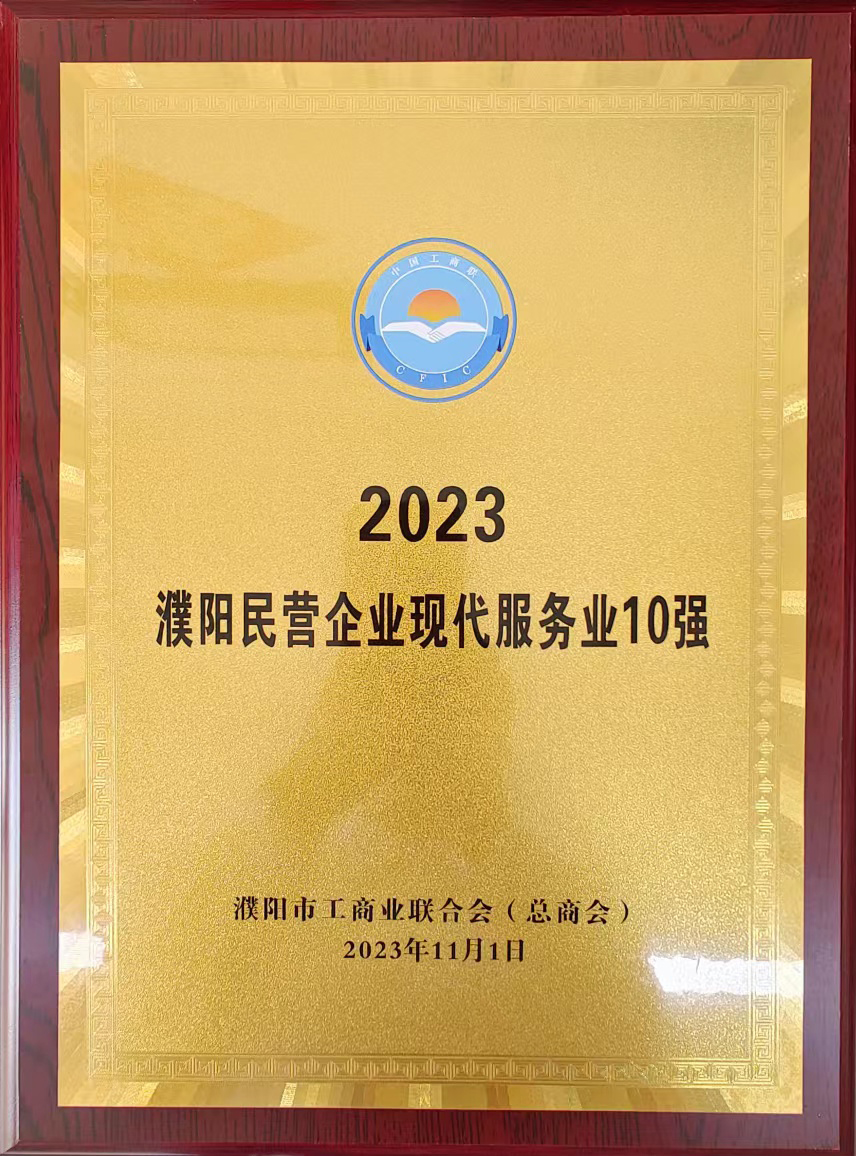 中国工商联
CFIC
2023
濮阳民营企业现代服务业10强
濮阳市工商业联合会（总商会）
2023年11月1日